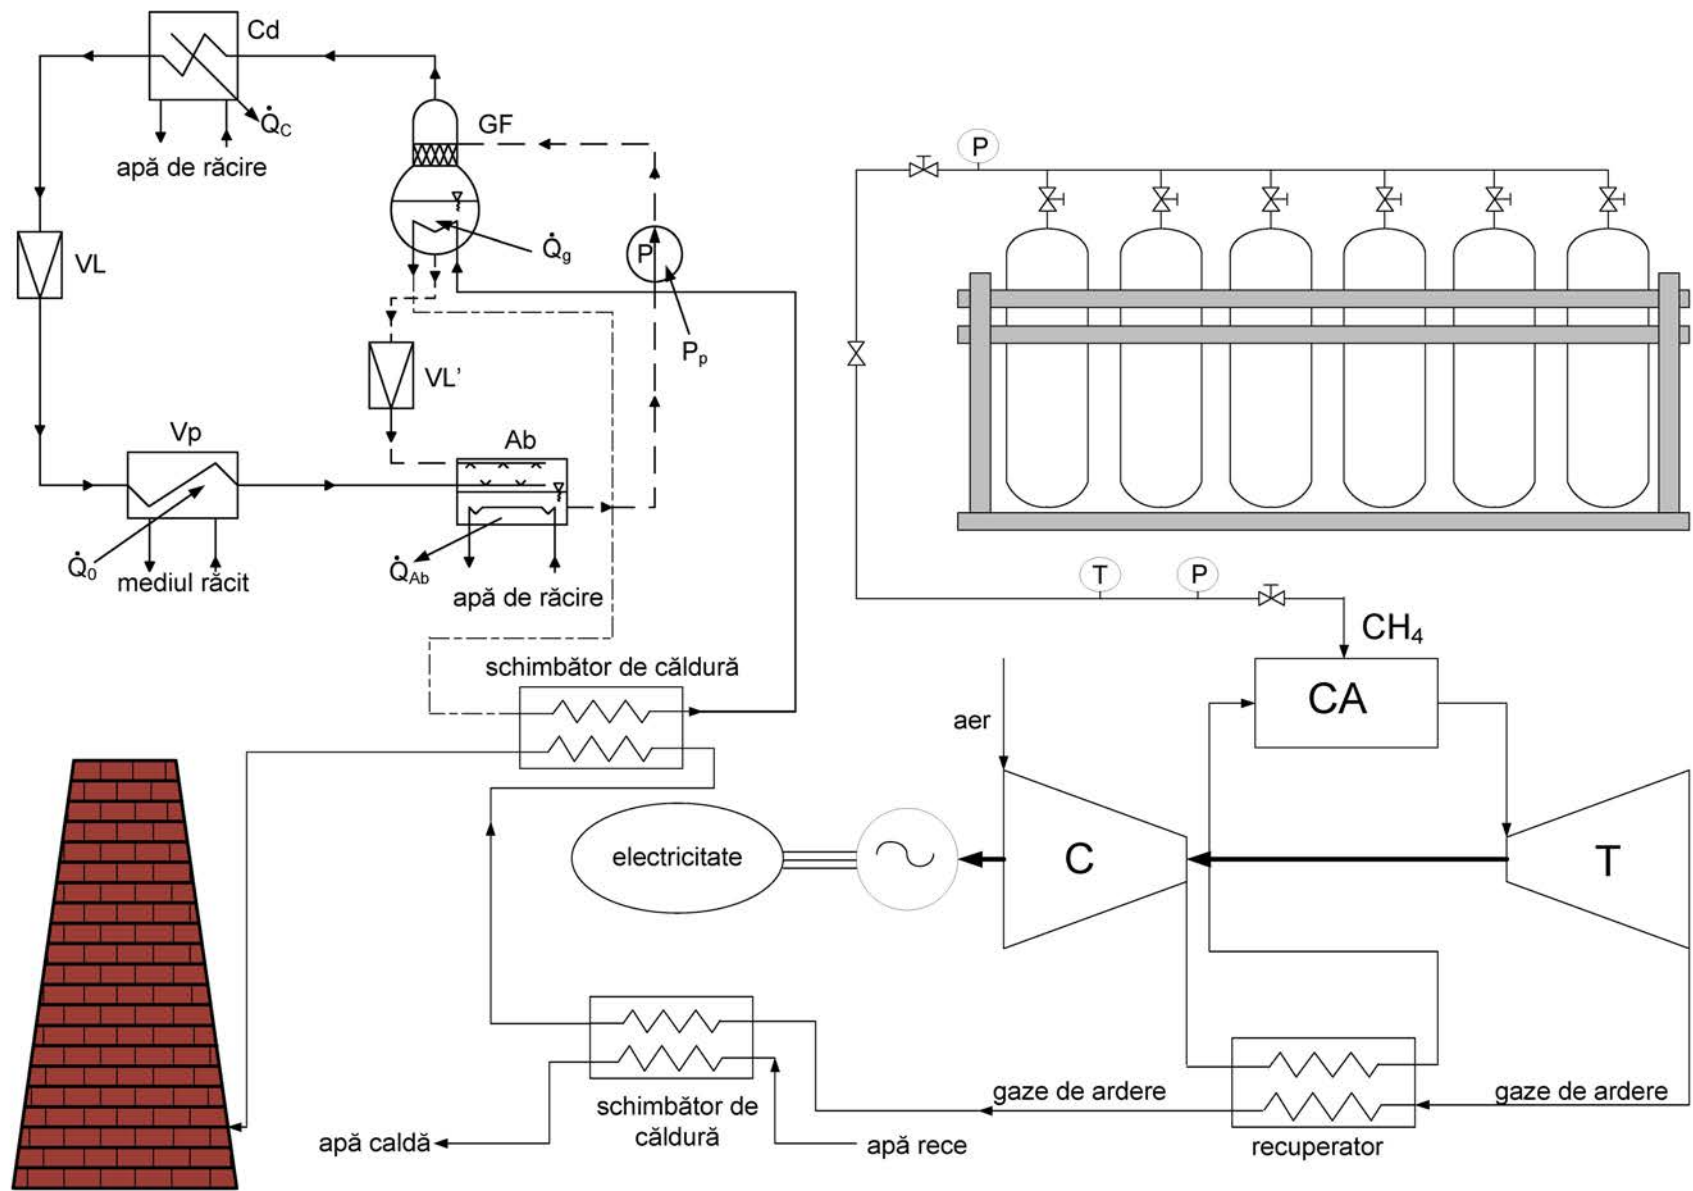 Cd
Q̇C
apă de răcire
GF
P
VL
Q̇g
P
Pp
VL'
Vp
Ab
Q̇0
mediul răcit
Q̇Ab
apă de răcire
T
P
CH4
schimbător de căldură
CA
aer
electricitate
C
T
gaze de ardere
gaze de ardere
schimbător de
căldură
apă caldă
apă rece
recuperator